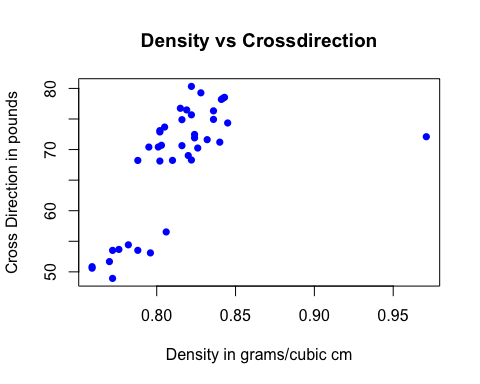 Density vs Crossdirection
Cross Direction in pounds
80
70
60
50
0.80 0.85 0.90 0.95
Density in grams/cubic cm